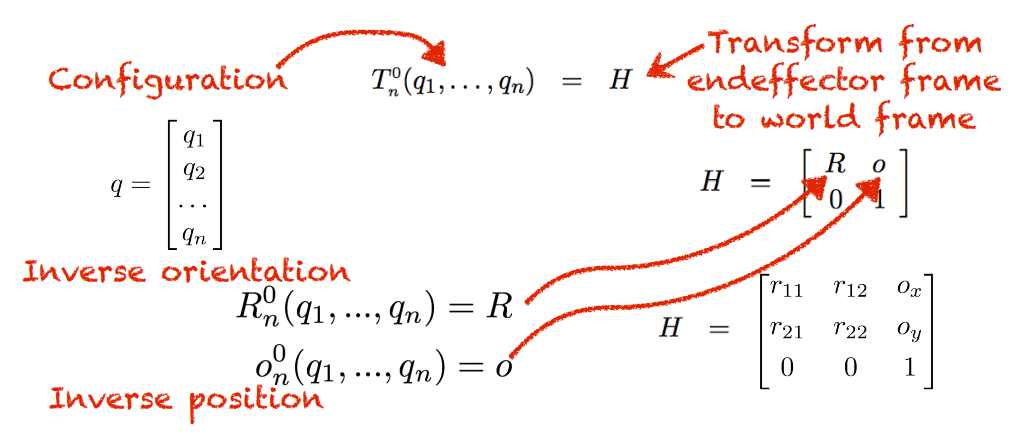 Configuration
T_n^0(q_1, . . . , q_n) = H
Transform from
endeffector frame
to world frame
q = [ q_1
q_2
. . .
q_n ]
H = [ R o
0 1 ]
Inverse orientation
R_n^0(q_1, ..., q_n) = R
o_n^0(q_1, ..., q_n) = o
Inverse position
H = [ r_11 r_12 o_x
r_21 r_22 o_y
0 0 1 ]